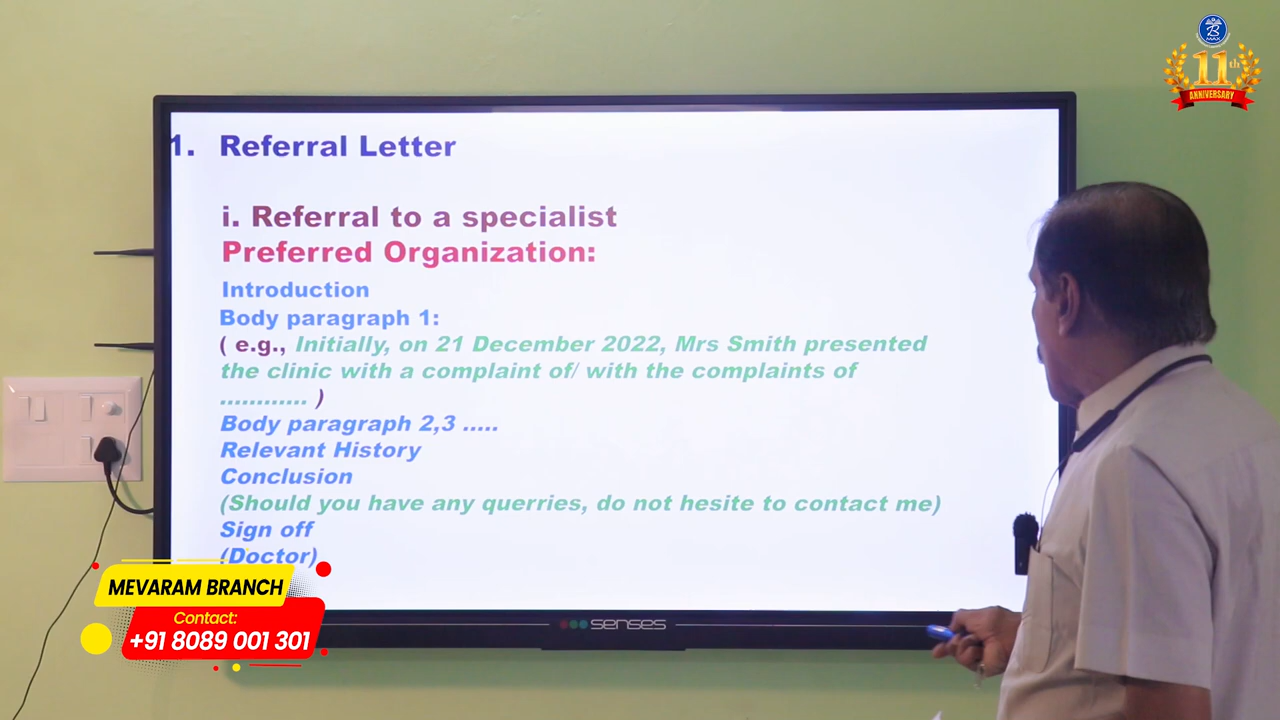 B
MAX
11th
ANNIVERSARY
1. Referral Letter
i. Referral to a specialist
Preferred Organization:
Introduction
Body paragraph 1:
( e.g., Initially, on 21 December 2022, Mrs Smith presented
the clinic with a complaint of/ with the complaints of
............ )
Body paragraph 2,3 .....
Relevant History
Conclusion
(Should you have any querries, do not hesite to contact me)
Sign off
(Doctor)
MEVARAM BRANCH
Contact:
+91 8089 001 301
senses